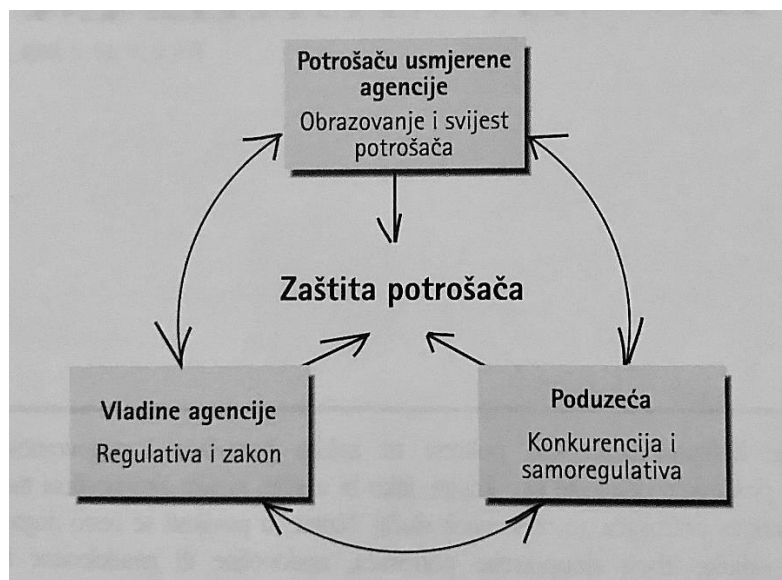 Potrošaču usmjerene
agencije
Obrazovanje i svijest
potrošača
Zaštita potrošača
Vladine agencije
Regulativa i zakon
Poduzeća
Konkurencija i
samoregulativa